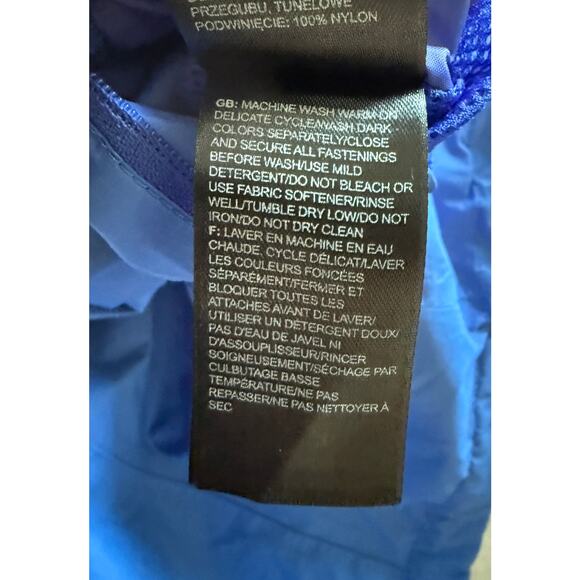 PRZEGUBU, TUNELOWE
PODWINIĘCIE: 100% NYLON
GB: MACHINE WASH WARM ON
DELICATE CYCLE/WASH DARK
COLORS SEPARATELY/CLOSE
AND SECURE ALL FASTENINGS
BEFORE WASH/USE MILD
DETERGENT/DO NOT BLEACH OR
USE FABRIC SOFTENER/RINSE
WELL/TUMBLE DRY LOW/DO NOT
IRON/DO NOT DRY CLEAN
F: LAVER EN MACHINE EN EAU
CHAUDE, CYCLE DÉLICAT/LAVER
LES COULEURS FONCÉES
SÉPARÉMENT/FERMER ET
BLOQUER TOUTES LES
ATTACHES AVANT DE LAVER/
UTILISER UN DÉTERGENT DOUX/
PAS D'EAU DE JAVEL NI
D'ASSOUPLISSEUR/RINCER
SOIGNEUSEMENT/SÉCHAGE PAR
CULBUTAGE BASSE
TEMPÉRATURE/NE PAS
REPASSER/NE PAS NETTOYER À
SEC